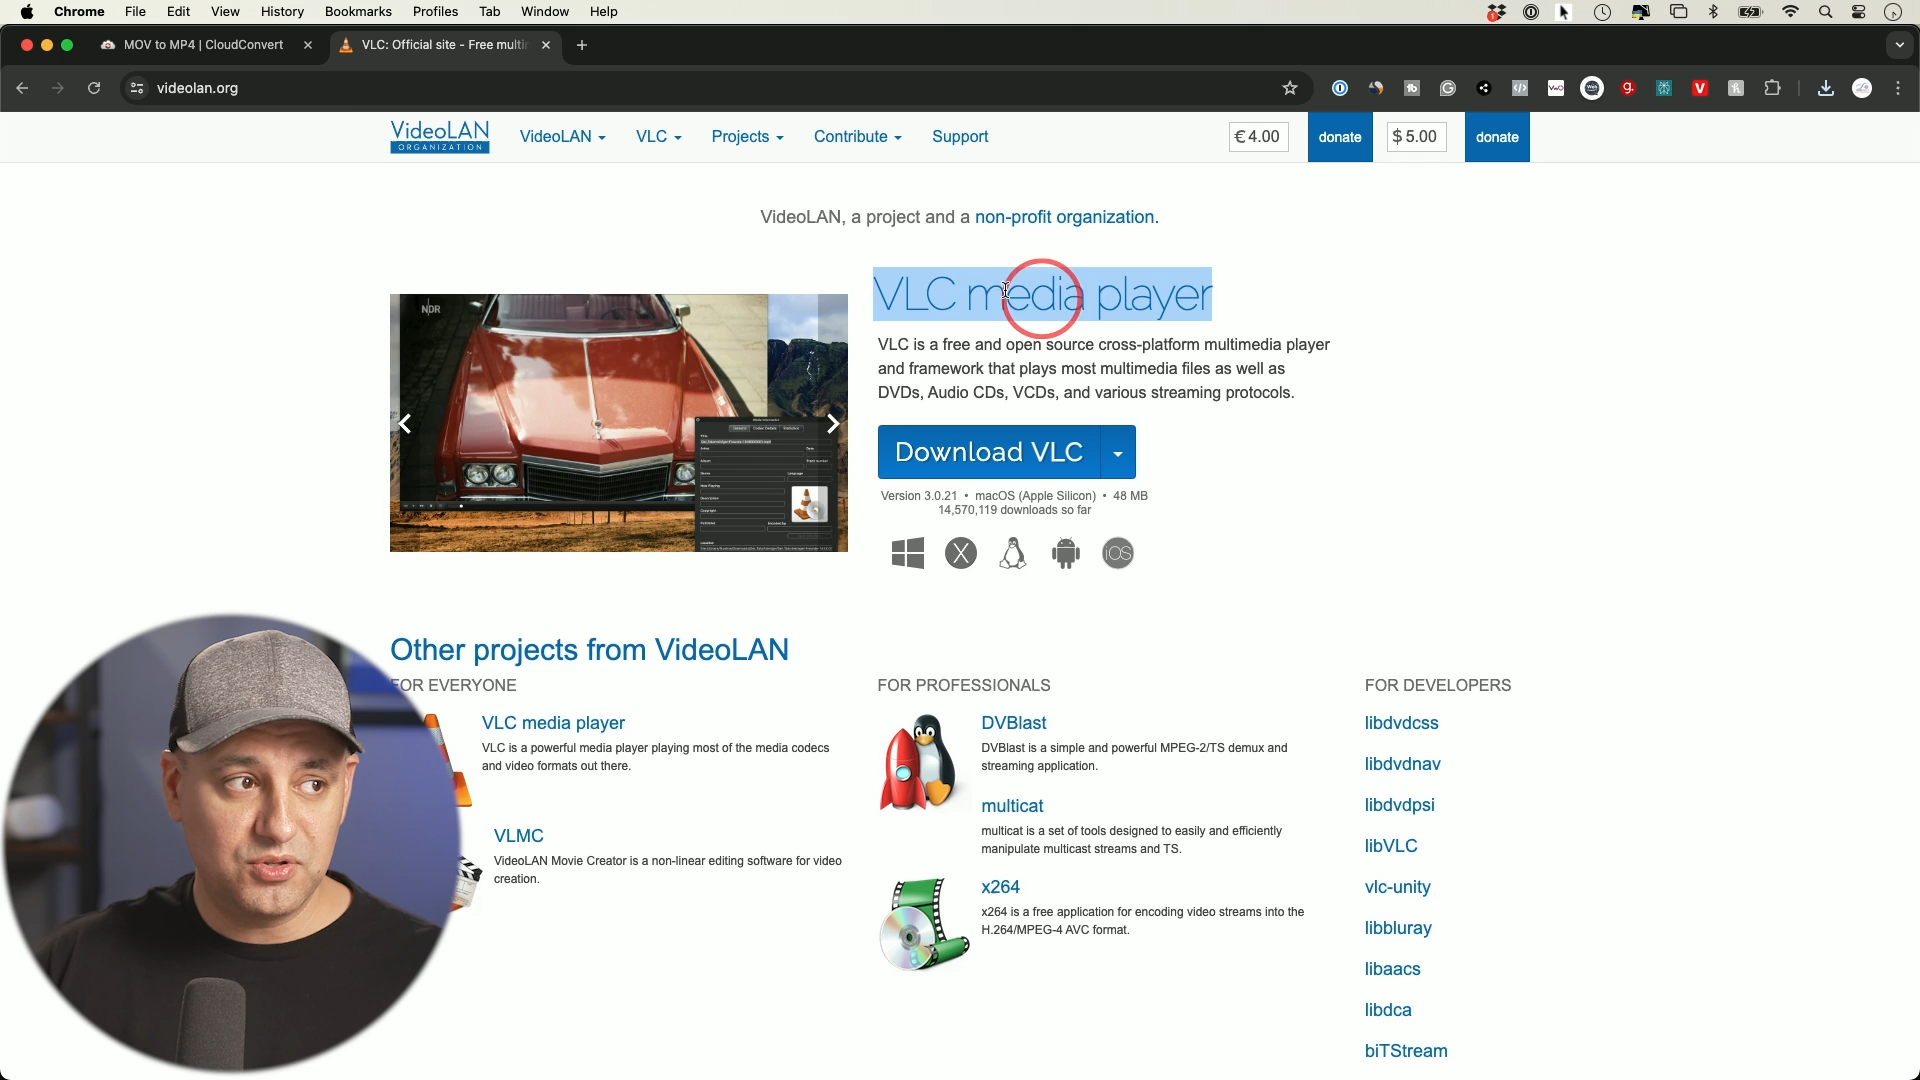 Chrome File Edit View History Bookmarks Profiles Tab Window Help
MOV to MP4 | CloudConvert
VLC: Official site - Free multi
videolan.org
VideoLAN
ORGANIZATION
VideoLAN VLC Projects Contribute Support
€ 4.00 donate $ 5.00 donate
VideoLAN, a project and a non-profit organization.
NDR
VLC media player
VLC is a free and open source cross-platform multimedia player
and framework that plays most multimedia files as well as
DVDs, Audio CDs, VCDs, and various streaming protocols.
Download VLC
Version 3.0.21 • macOS (Apple Silicon) • 48 MB
14,570,119 downloads so far
iOS
Other projects from VideoLAN
FOR EVERYONE
VLC media player
VLC is a powerful media player playing most of the media codecs
and video formats out there.
VLMC
VideoLAN Movie Creator is a non-linear editing software for video
creation.
FOR PROFESSIONALS
DVBlast
DVBlast is a simple and powerful MPEG-2/TS demux and
streaming application.
multicat
multicat is a set of tools designed to easily and efficiently
manipulate multicast streams and TS.
x264
x264 is a free application for encoding video streams into the
H.264/MPEG-4 AVC format.
FOR DEVELOPERS
libdvdcss
libdvdnav
libdvdpsi
libVLC
vlc-unity
libbluray
libaacs
libdca
biTStream